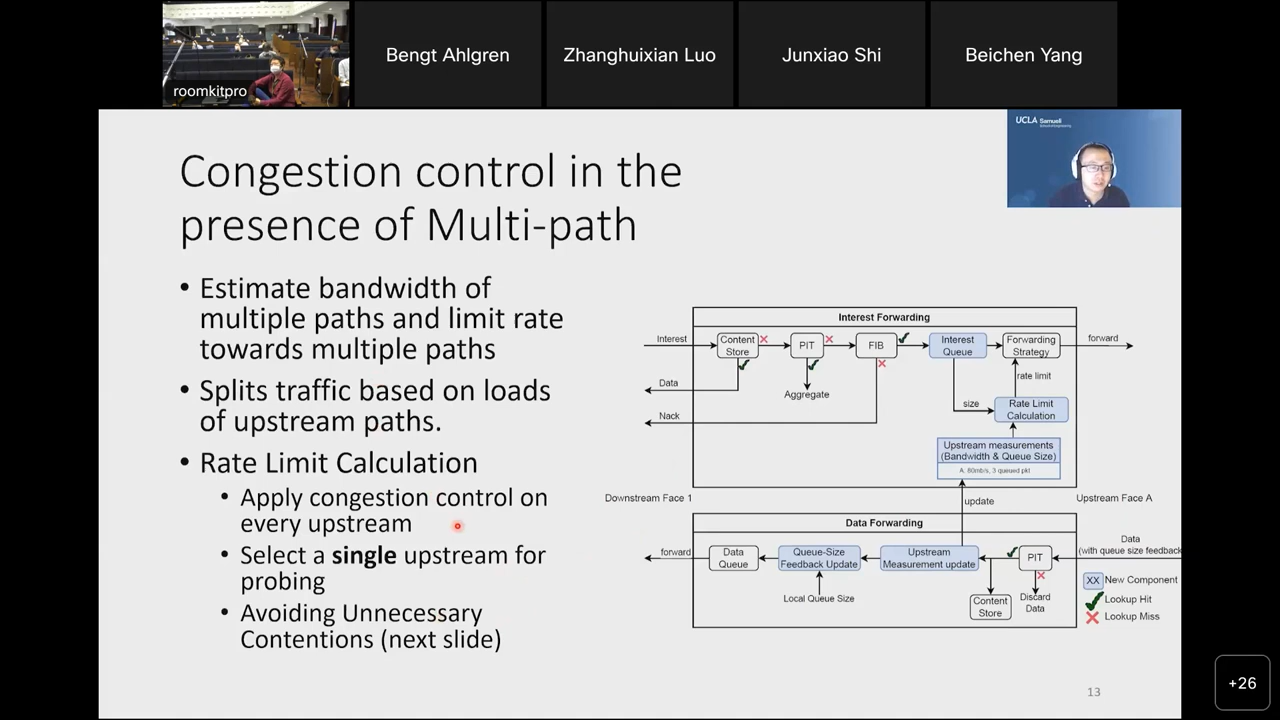 roomkitpro
Bengt Ahlgren
Zhanghuixian Luo
Junxiao Shi
Beichen Yang
UCLA Samueli
Congestion control in the
presence of Multi-path
• Estimate bandwidth of
multiple paths and limit rate
towards multiple paths
• Splits traffic based on loads
of upstream paths.
• Rate Limit Calculation
• Apply congestion control on
every upstream
• Select a single upstream for
probing
• Avoiding Unnecessary
Contentions (next slide)
Interest Forwarding
Interest
Content
Store
PIT
FIB
Interest
Queue
Forwarding
Strategy
forward
Data
Aggregate
rate limit
Nack
size
Rate Limit
Calculation
Upstream measurements
(Bandwidth & Queue Size)
A: 80mb/s, 3 queued pkt
Downstream Face 1
update
Upstream Face A
Data Forwarding
forward
Data
Queue
Queue-Size
Feedback Update
Upstream
Measurement update
PIT
Data
(with queue size feedback
Local Queue Size
Content
Store
Discard
Data
XX New Component
Lookup Hit
Lookup Miss
13
+26